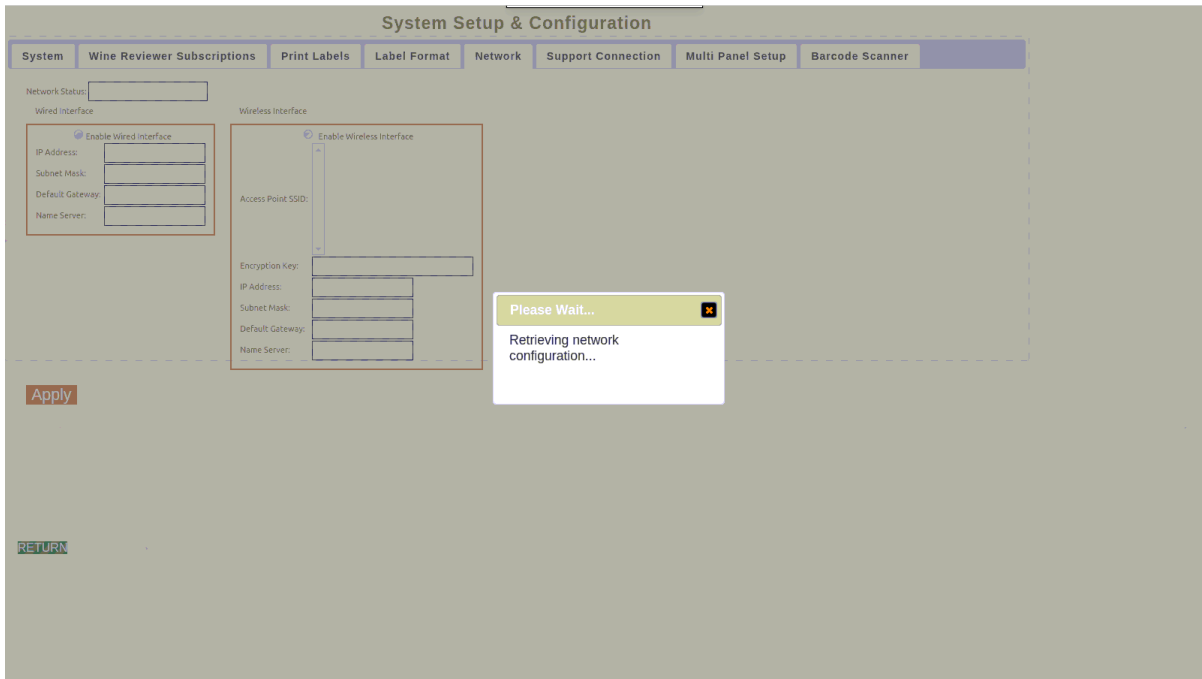 System Setup & Configuration
System Wine Reviewer Subscriptions Print Labels Label Format Network Support Connection Multi Panel Setup Barcode Scanner
Network Status:
Wired Interface Wireless Interface
Enable Wired Interface Enable Wireless Interface
IP Address:
Subnet Mask:
Default Gateway:
Name Server:
Access Point SSID:
Encryption Key:
IP Address:
Subnet Mask:
Default Gateway:
Name Server:
Please Wait...
Retrieving network
configuration...
Apply
RETURN